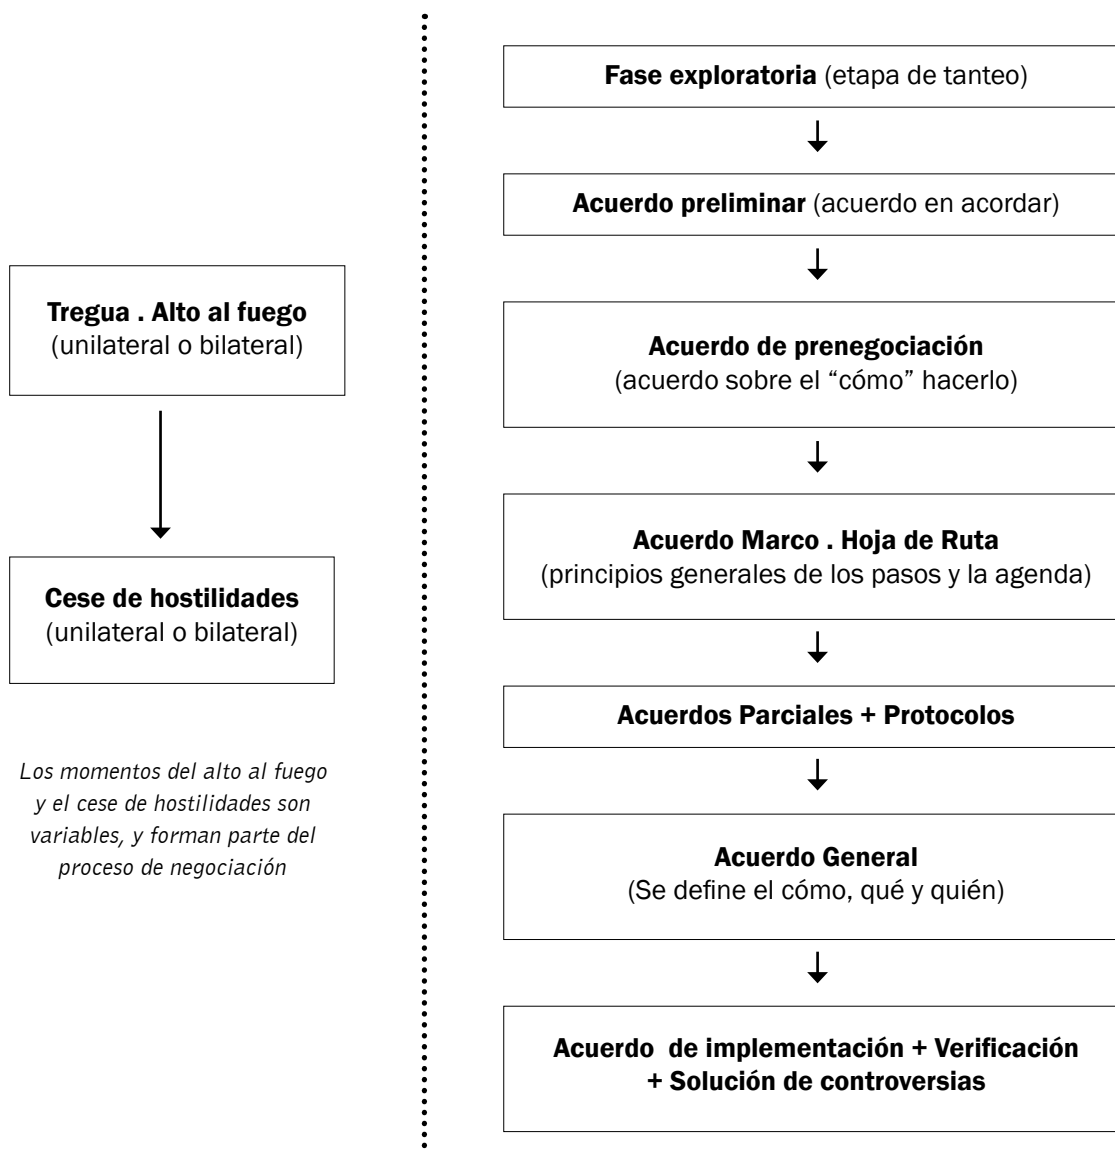 Fase exploratoria (etapa de tanteo)
Acuerdo preliminar (acuerdo en acordar)
Tregua . Alto al fuego
(unilateral o bilateral)
Acuerdo de prenegociación
(acuerdo sobre el “cómo” hacerlo)
Acuerdo Marco . Hoja de Ruta
(principios generales de los pasos y la agenda)
Cese de hostilidades
(unilateral o bilateral)
Acuerdos Parciales + Protocolos
Los momentos del alto al fuego
y el cese de hostilidades son
variables, y forman parte del
proceso de negociación
Acuerdo General
(Se define el cómo, qué y quién)
Acuerdo  de implementación + Verificación
+ Solución de controversias